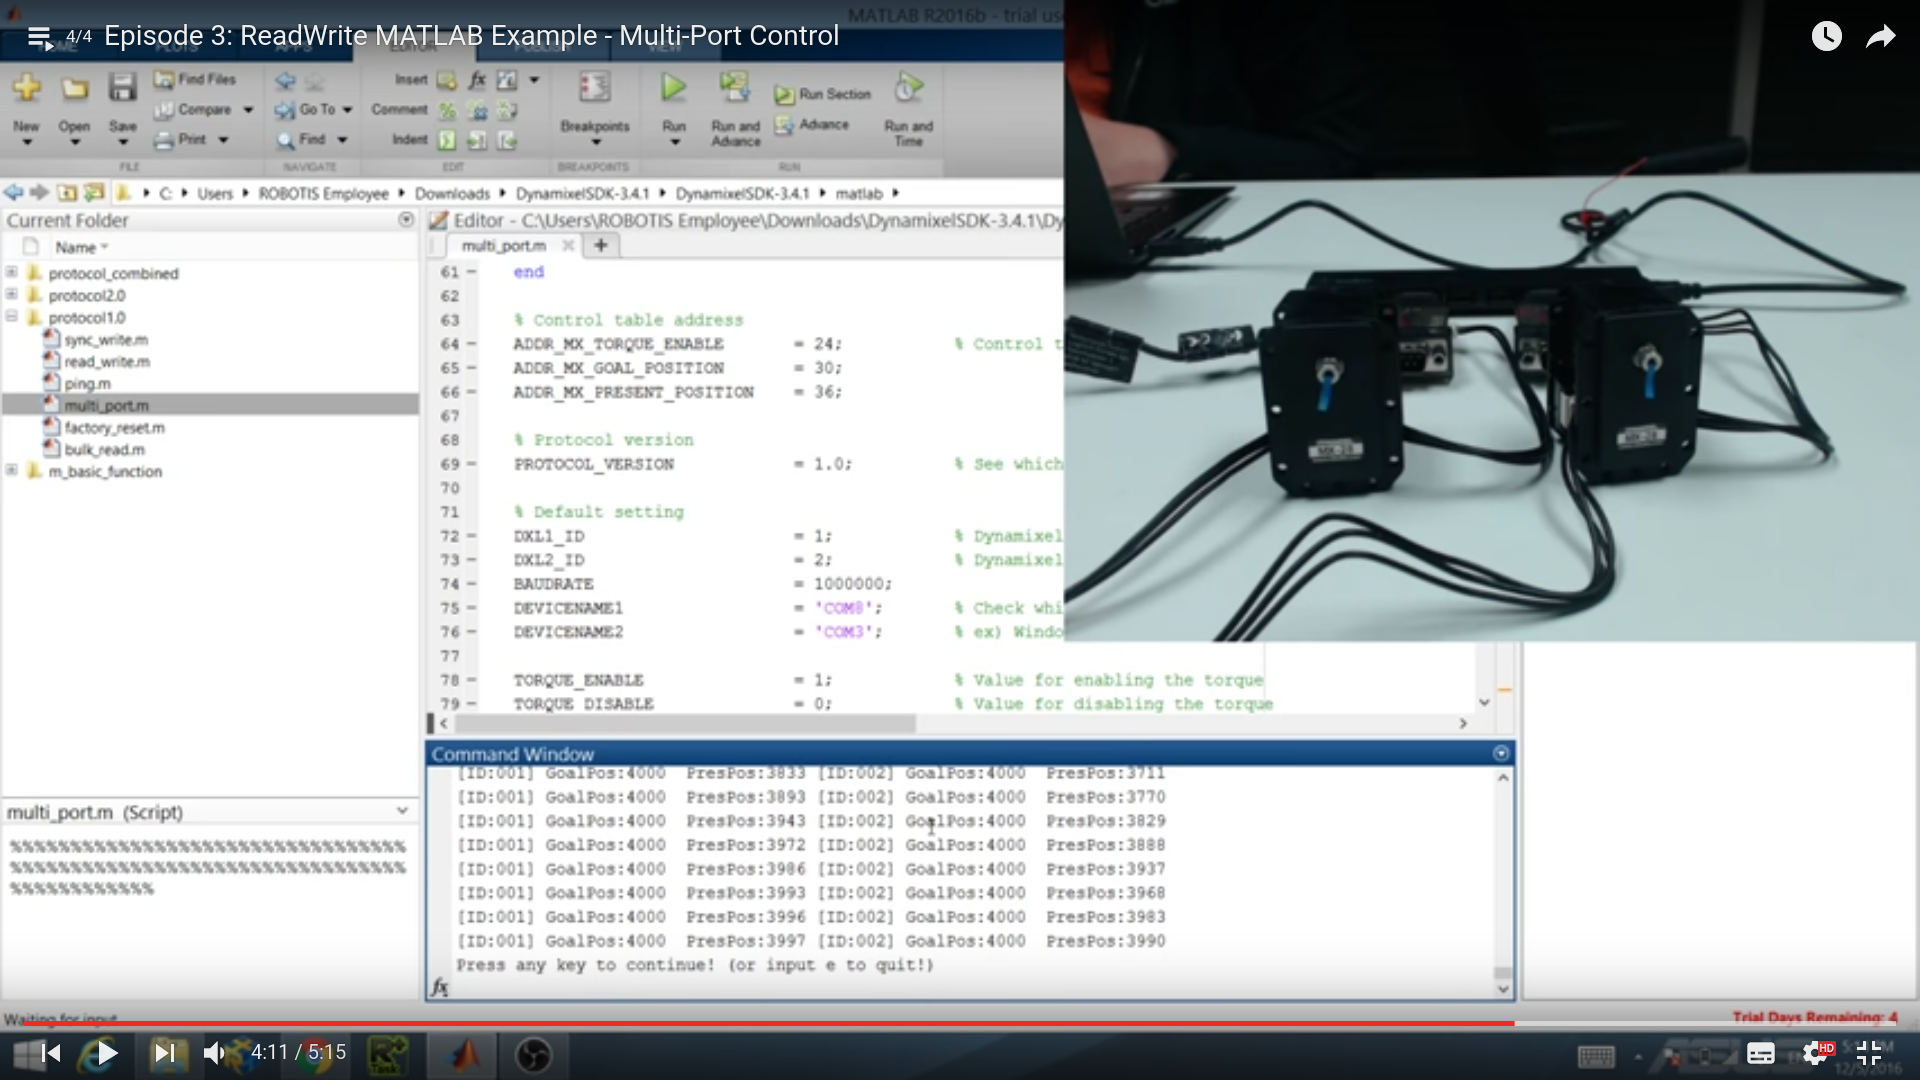 MATLAB R2016b - trial use
4/4 Episode 3: ReadWrite MATLAB Example - Multi-Port Control
New
Open
Save
Find Files
Compare
Print
Go To
Find
Insert
Comment
Indent
Breakpoints
Run
Run and Advance
Run Section
Advance
Run and Time
FILE
NAVIGATE
EDIT
BREAKPOINTS
RUN
C: Users ROBOTIS Employee Downloads DynamixelSDK-3.4.1 DynamixelSDK-3.4.1 matlab
Current Folder
Name
protocol_combined
protocol2.0
protocol1.0
sync_write.m
read_write.m
ping.m
multi_port.m
factory_reset.m
bulk_read.m
m_basic_function
multi_port.m (Script)
%%%%%%%%%%%%%%%%%%%%%%%%%%%%%%%%%
%%%%%%%%%%%%%%%%%%%%%%%%%%%%%%%%%
%%%%%%%%%%%%
Editor - C:\Users\ROBOTIS Employee\Downloads\DynamixelSDK-3.4.1\Dy
multi_port.m
61 - end
62
63 % Control table address
64 - ADDR_MX_TORQUE_ENABLE = 24; % Control t
65 - ADDR_MX_GOAL_POSITION = 30;
66 - ADDR_MX_PRESENT_POSITION = 36;
67
68 % Protocol version
69 - PROTOCOL_VERSION = 1.0; % See which
70
71 % Default setting
72 - DXL1_ID = 1; % Dynamixel
73 - DXL2_ID = 2; % Dynamixel
74 - BAUDRATE = 1000000;
75 - DEVICENAME1 = 'COM8'; % Check whi
76 - DEVICENAME2 = 'COM3'; % ex) Windo
77
78 - TORQUE_ENABLE = 1; % Value for enabling the torque
79 - TORQUE_DISABLE = 0; % Value for disabling the torque
Command Window
[ID:001] GoalPos:4000 PresPos:3833 [ID:002] GoalPos:4000 PresPos:3711
[ID:001] GoalPos:4000 PresPos:3893 [ID:002] GoalPos:4000 PresPos:3770
[ID:001] GoalPos:4000 PresPos:3943 [ID:002] GoalPos:4000 PresPos:3829
[ID:001] GoalPos:4000 PresPos:3972 [ID:002] GoalPos:4000 PresPos:3888
[ID:001] GoalPos:4000 PresPos:3986 [ID:002] GoalPos:4000 PresPos:3937
[ID:001] GoalPos:4000 PresPos:3993 [ID:002] GoalPos:4000 PresPos:3968
[ID:001] GoalPos:4000 PresPos:3996 [ID:002] GoalPos:4000 PresPos:3983
[ID:001] GoalPos:4000 PresPos:3997 [ID:002] GoalPos:4000 PresPos:3990
Press any key to continue! (or input e to quit!)
fx
MX-28
MX-28
Waiting for input
Trial Days Remaining: 4
4:11 / 5:15
HD
12/5/2016